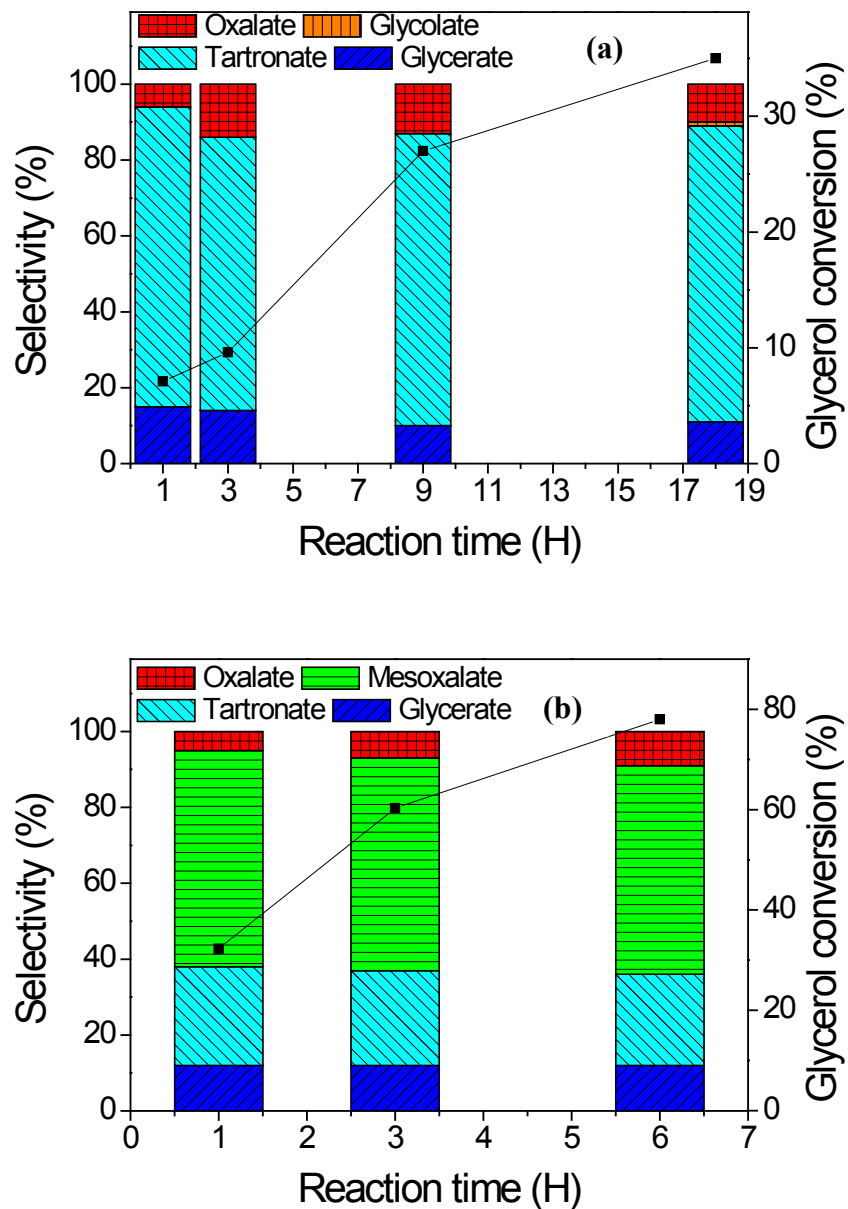 Oxalate Glycolate
Tartronate Glycerate
(a)
100
80
60
40
20
0
Selectivity (%)
30
20
10
0
Glycerol conversion (%)
1 3 5 7 9 11 13 15 17 19
Reaction time (H)
Oxalate Mesoxalate
Tartronate Glycerate
(b)
100
80
60
40
20
0
Selectivity (%)
80
60
40
20
0
Glycerol conversion (%)
0 1 2 3 4 5 6 7
Reaction time (H)